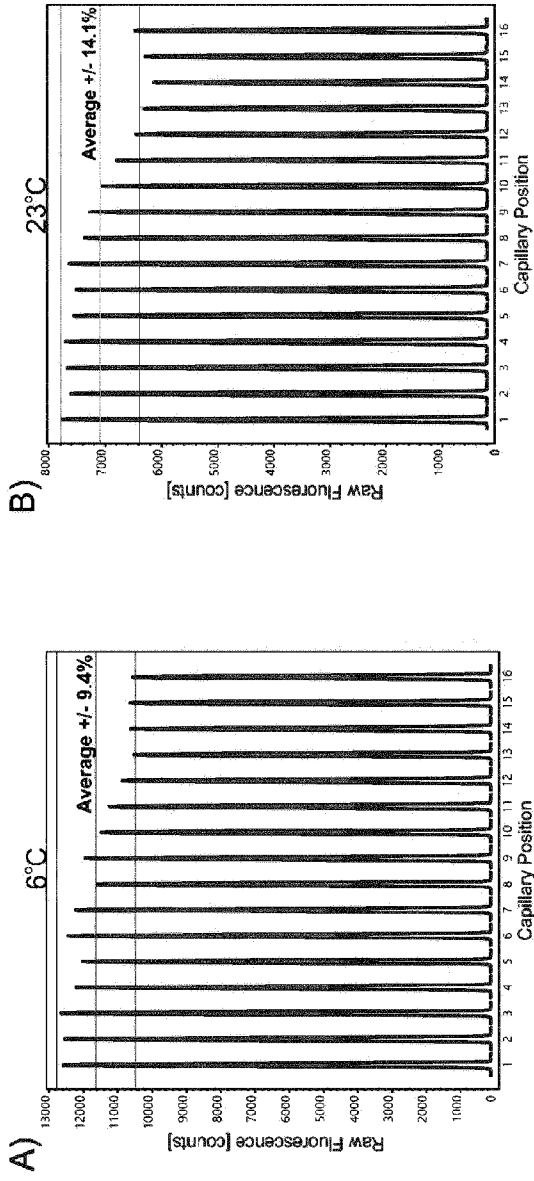 A)
6°C
Average +/- 9.4%
Raw Fluorescence [counts]
13000
12000
11000
10000
9000
8000
7000
6000
5000
4000
3000
2000
1000
0
1 2 3 4 5 6 7 8 9 10 11 12 13 14 15 16
Capillary Position
B)
23°C
Average +/- 14.1%
Raw Fluorescence [counts]
8000
7000
6000
5000
4000
3000
2000
1000
0
1 2 3 4 5 6 7 8 9 10 11 12 13 14 15 16
Capillary Position